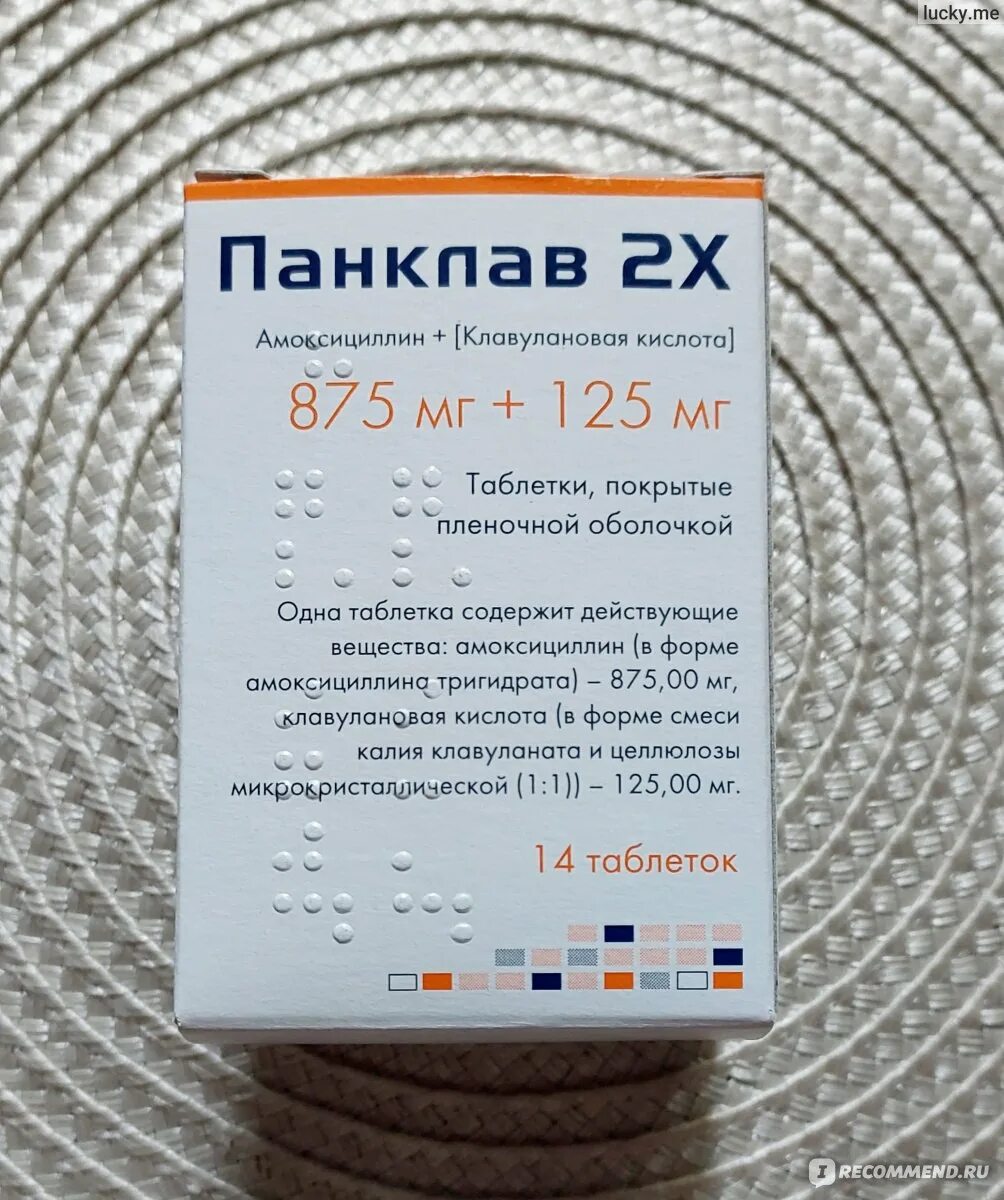 lucky.me
Панклав 2X
Амоксициллин + [Клавулановая кислота]
875 мг + 125 мг
Таблетки, покрытые
пленочной оболочкой
Одна таблетка содержит действующие
вещества: амоксициллин (в форме
амоксициллина тригидрата) – 875,00 мг,
клавулановая кислота (в форме смеси
калия клавуланата и целлюлозы
микрокристаллической (1:1)) – 125,00 мг.
14 таблеток
I RECOMMEND.RU